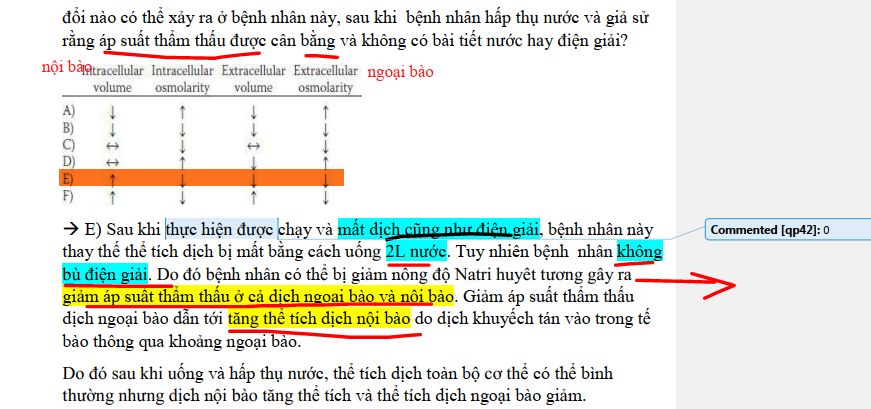 đổi nào có thể xảy ra ở bệnh nhân này, sau khi bệnh nhân hấp thụ nước và giả sử
rằng áp suất thẩm thấu được cân bằng và không có bài tiết nước hay điện giải?
nội bào Intracellular Intracellular Extracellular Extracellular ngoại bào
volume osmolarity volume osmolarity
A) ↓ ↑ ↓ ↑
B) ↓ ↓ ↓ ↓
C) ↔ ↓ ↔ ↓
D) ↔ ↑ ↓ ↑
E) ↑ ↓ ↓ ↓
F) ↑ ↓ ↑ ↓
→ E) Sau khi thực hiện được chạy và mất dịch cũng như điện giải, bệnh nhân này
Commented [qp42]: 0
thay thế thể tích dịch bị mất bằng cách uống 2L nước. Tuy nhiên bệnh nhân không
bù điện giải. Do đó bệnh nhân có thể bị giảm nồng độ Natri huyêt tương gây ra
giảm áp suất thẩm thấu ở cả dịch ngoại bào và nội bào. Giảm áp suất thẩm thấu
dịch ngoại bào dẫn tới tăng thể tích dịch nội bào do dịch khuyếch tán vào trong tế
bào thông qua khoảng ngoại bào.
Do đó sau khi uống và hấp thụ nước, thể tích dịch toàn bộ cơ thể có thể bình
thường nhưng dịch nội bào tăng thể tích và thể tích dịch ngoại bào giảm.